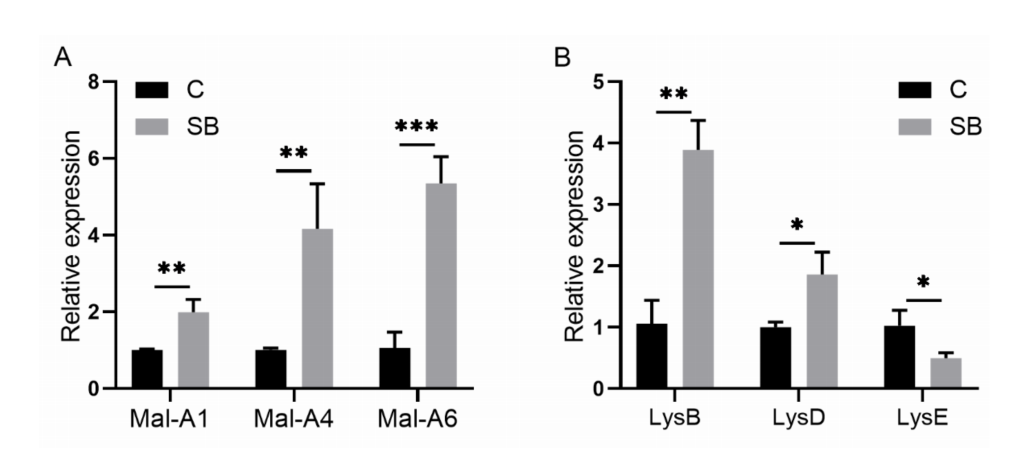 A
Relative expression
8
6
4
2
0
C
SB
**
**
***
Mal-A1 Mal-A4 Mal-A6
B
Relative expression
5
4
3
2
1
0
C
SB
**
*
*
LysB LysD LysE